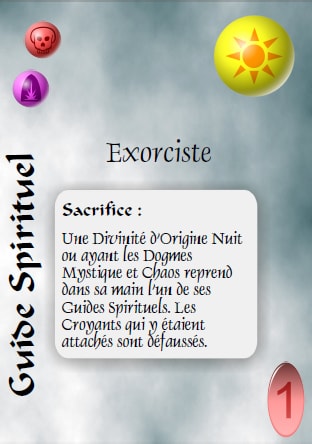 Exorciste
Guide Spirituel
Sacrifice :
Une Divinité d'Origine Nuit
ou ayant les Dogmes
Mystique et Chaos reprend
dans sa main l'un de ses
Guides Spirituels. Les
Croyants qui y étaient
attachés sont défaussés.
1